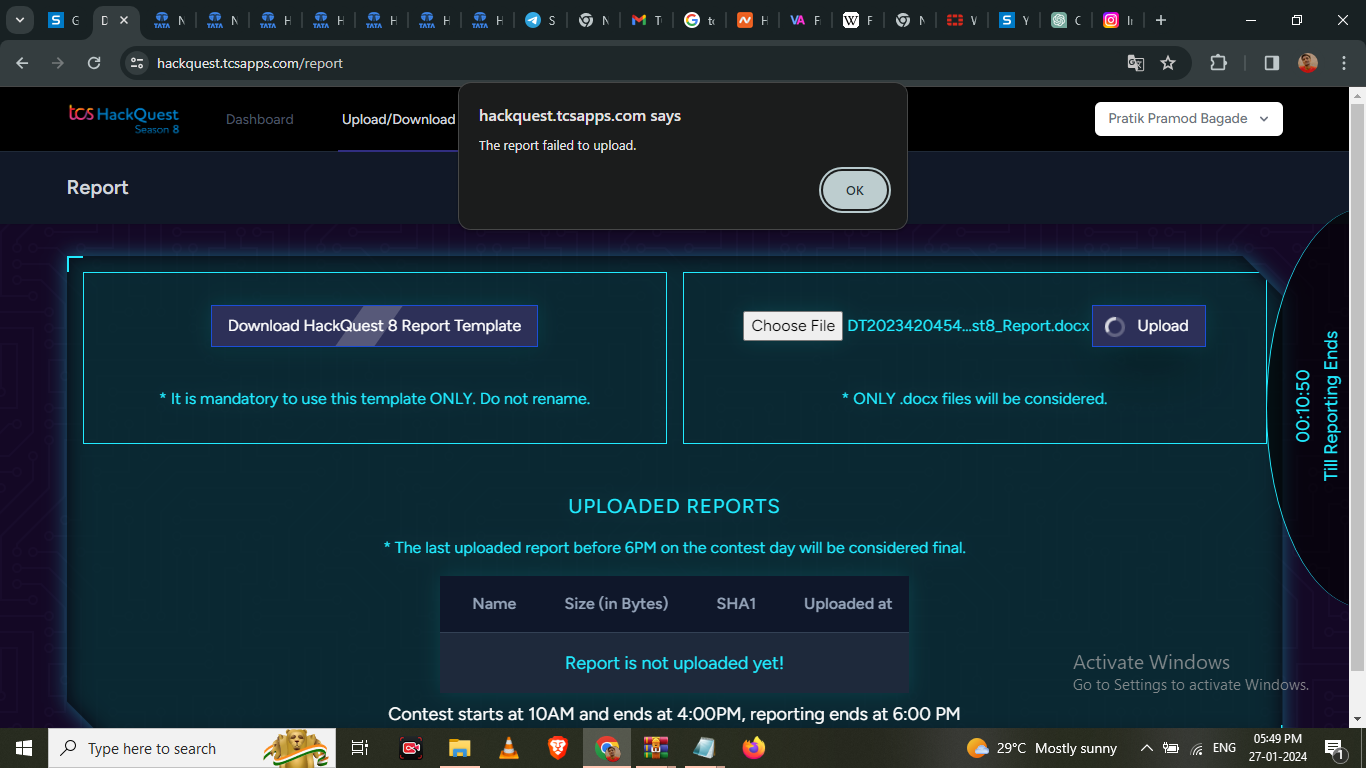 hackquest.tcsapps.com/report
tcs HackQuest
Season 8
Dashboard
Upload/Download
Pratik Pramod Bagade
hackquest.tcsapps.com says
The report failed to upload.
OK
Report
Download HackQuest 8 Report Template
* It is mandatory to use this template ONLY. Do not rename.
Choose File DT2023420454...st8_Report.docx Upload
* ONLY .docx files will be considered.
00:10:50
Till Reporting Ends
UPLOADED REPORTS
* The last uploaded report before 6PM on the contest day will be considered final.
Name Size (in Bytes) SHA1 Uploaded at
Report is not uploaded yet!
Contest starts at 10AM and ends at 4:00PM, reporting ends at 6:00 PM
Activate Windows
Go to Settings to activate Windows.
Type here to search
29°C Mostly sunny
ENG
05:49 PM
27-01-2024
1